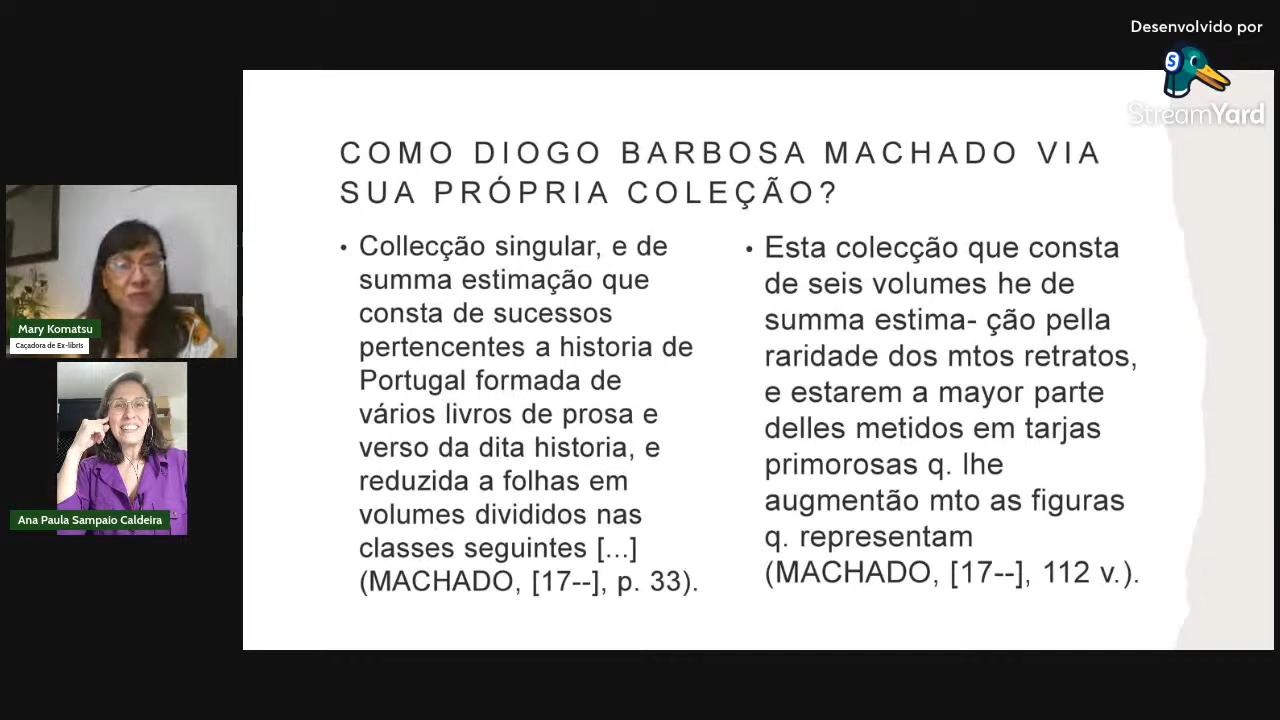 Desenvolvido por
StreamYard
COMO DIOGO BARBOSA MACHADO VIA
SUA PRÓPRIA COLEÇÃO?
• Collecção singular, e de
summa estimação que
consta de sucessos
pertencentes a historia de
Portugal formada de
vários livros de prosa e
verso da dita historia, e
reduzida a folhas em
volumes divididos nas
classes seguintes [...]
(MACHADO, [17--], p. 33).
• Esta colecção que consta
de seis volumes he de
summa estima- ção pella
raridade dos mtos retratos,
e estarem a mayor parte
delles metidos em tarjas
primorosas q. lhe
augmentão mto as figuras
q. representam
(MACHADO, [17--], 112 v.).
Mary Komatsu
Caçadora de Ex-libris
Ana Paula Sampaio Caldeira